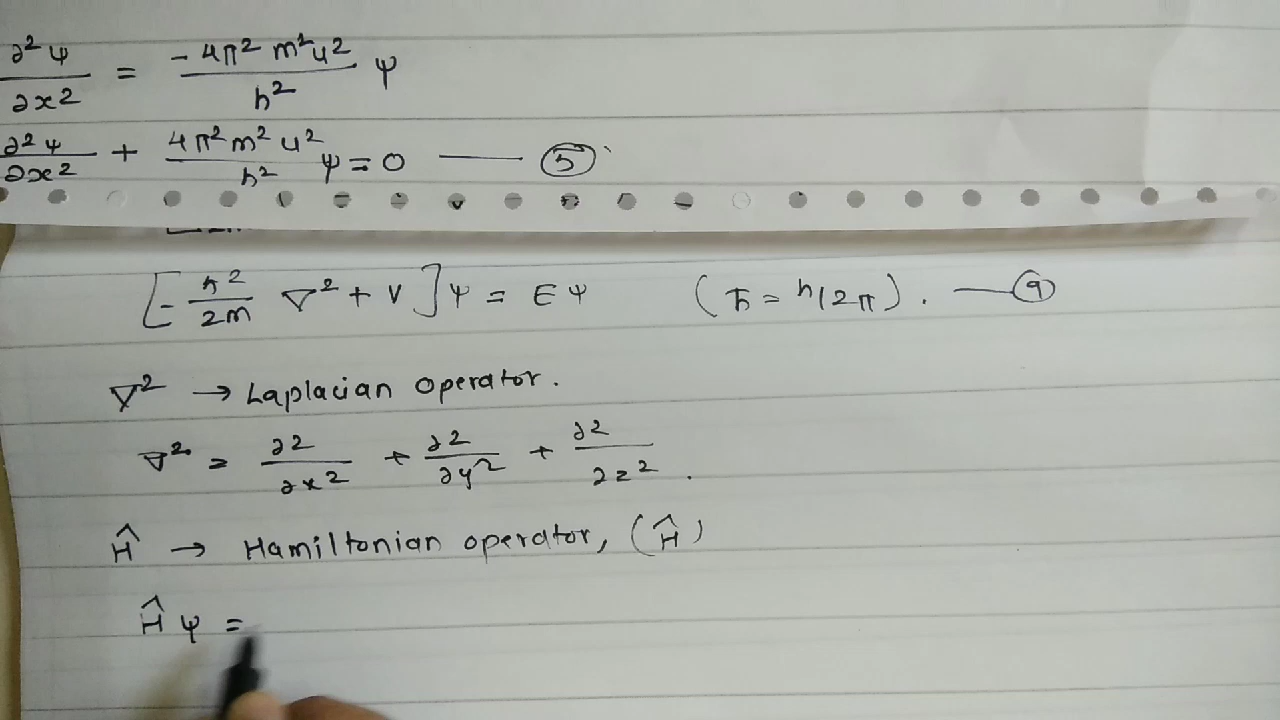 ∂²ψ/∂x² = -4π²m²u²/h² ψ
∂²ψ/∂x² + 4π²m²u²/h² ψ = 0 —— ⑤
[-ħ²/2m ∇² + V]ψ = Eψ (ħ = h/2π). —— ⑨
∇² → Laplacian operator.
∇² = ∂²/∂x² + ∂²/∂y² + ∂²/∂z².
Ĥ → Hamiltonian operator, (Ĥ)
Ĥψ =